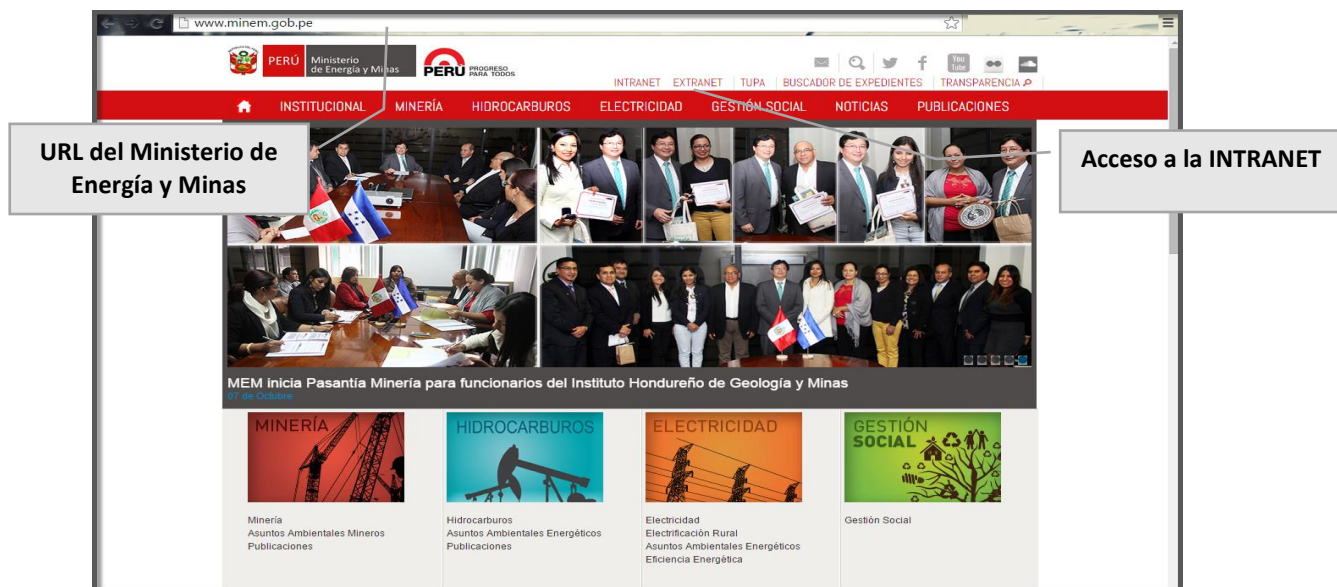 www.minem.gob.pe
PERÚ
Ministerio
de Energía y Minas
PERÚ
PROGRESO
PARA TODOS
You
Tube
INTRANET EXTRANET TUPA BUSCADOR DE EXPEDIENTES TRANSPARENCIA
INSTITUCIONAL MINERÍA HIDROCARBUROS ELECTRICIDAD GESTIÓN SOCIAL NOTICIAS PUBLICACIONES
URL del Ministerio de
Energía y Minas
Acceso a la INTRANET
MEM inicia Pasantía Minería para funcionarios del Instituto Hondureño de Geología y Minas
07 de Octubre
MINERÍA
HIDROCARBUROS
ELECTRICIDAD
GESTIÓN
SOCIAL
Minería
Asuntos Ambientales Mineros
Publicaciones
Hidrocarburos
Asuntos Ambientales Energéticos
Publicaciones
Electricidad
Electrificación Rural
Asuntos Ambientales Energéticos
Eficiencia Energética
Gestión Social